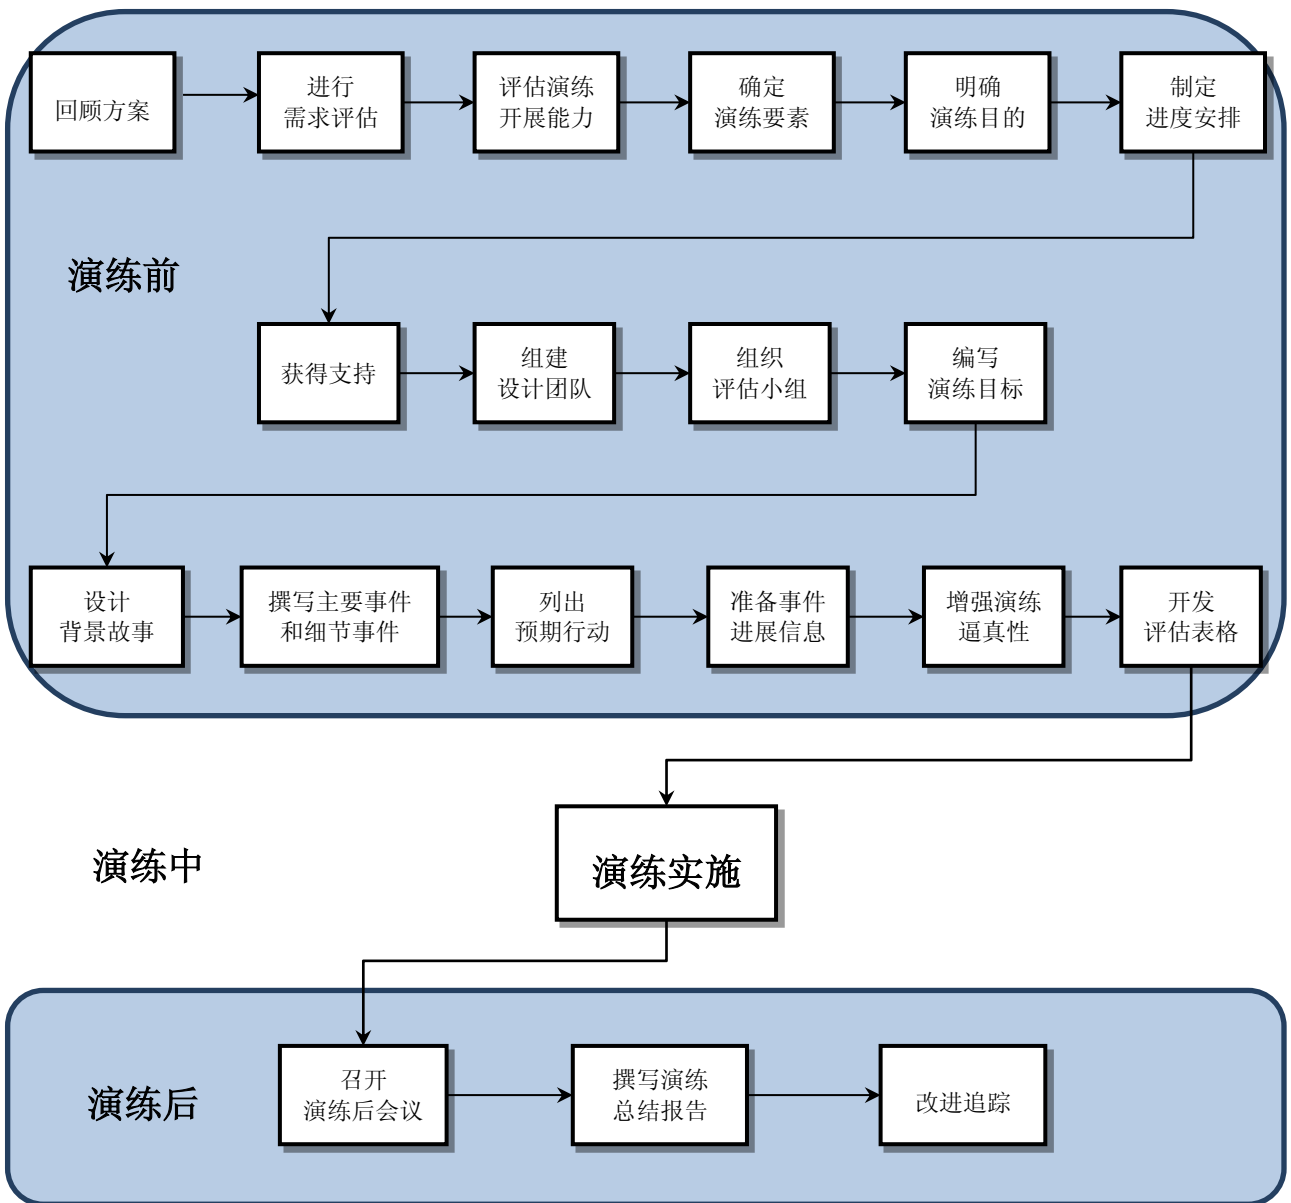 回顾方案
进行
需求评估
评估演练
开展能力
确定
演练要素
明确
演练目的
制定
进度安排
演练前
获得支持
组建
设计团队
组织
评估小组
编写
演练目标
设计
背景故事
撰写主要事件
和细节事件
列出
预期行动
准备事件
进展信息
增强演练
逼真性
开发
评估表格
演练中
演练实施
演练后
召开
演练后会议
撰写演练
总结报告
改进追踪